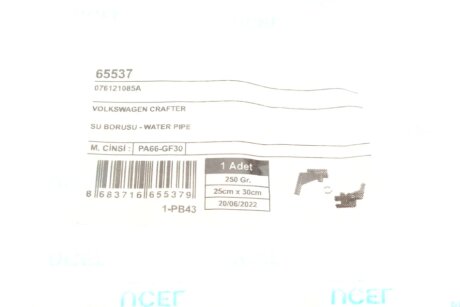 65537
076121085A
VOLKSWAGEN CRAFTER
SU BORUSU - WATER PIPE
M. CİNSİ : PA66-GF30
1 Adet
250 Gr.
25cm x 30cm
20/06/2022
8 683716 655379
1-PB43